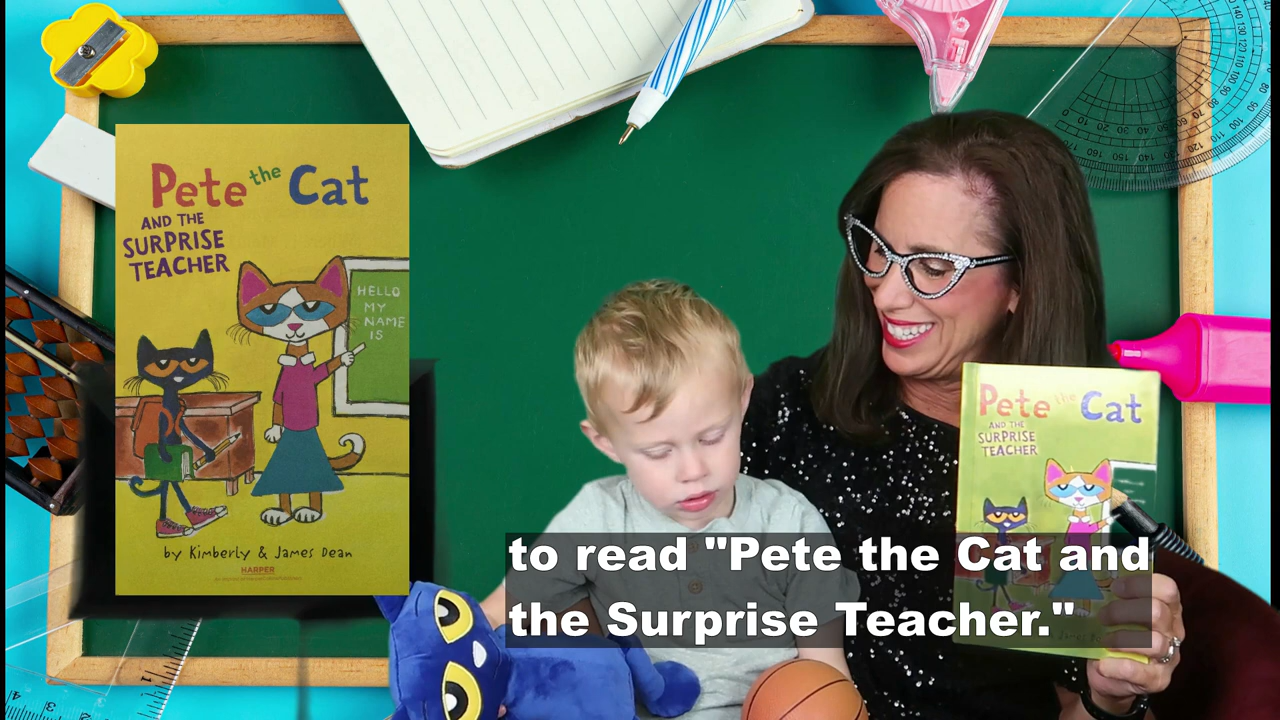 Pete the Cat
AND THE
SURPRISE
TEACHER
HELLO
MY
NAME
IS
by Kimberly & James Dean
HARPER
Pete the Cat
AND THE
SURPRISE
TEACHER
to read "Pete the Cat and
the Surprise Teacher."